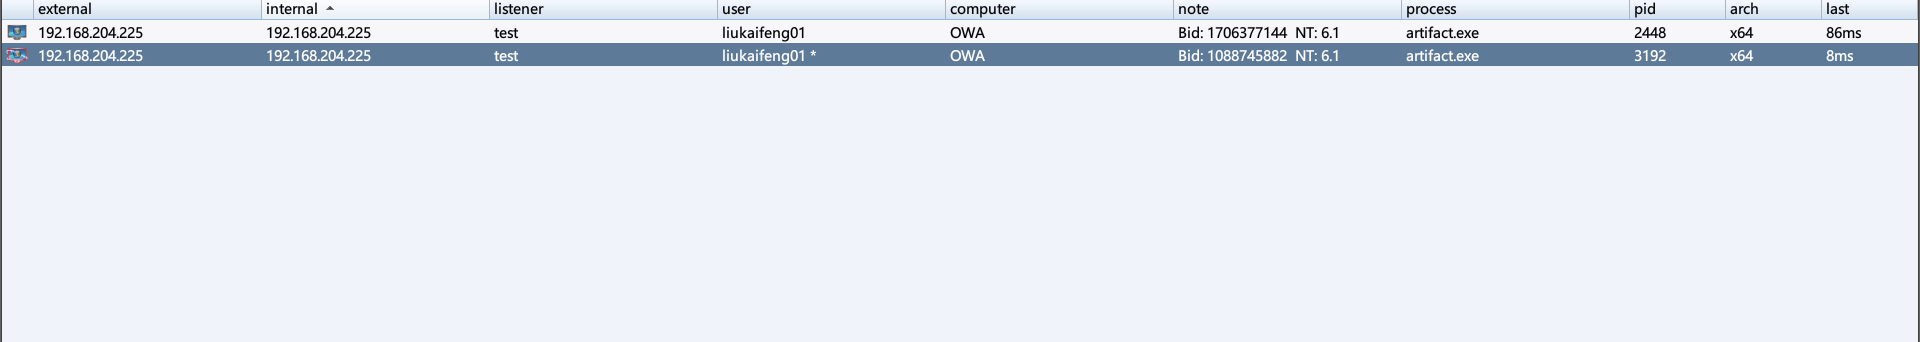 external internal listener user computer note process pid arch last
192.168.204.225 192.168.204.225 test liukaifeng01 OWA Bid: 1706377144 NT: 6.1 artifact.exe 2448 x64 86ms
192.168.204.225 192.168.204.225 test liukaifeng01 * OWA Bid: 1088745882 NT: 6.1 artifact.exe 3192 x64 8ms